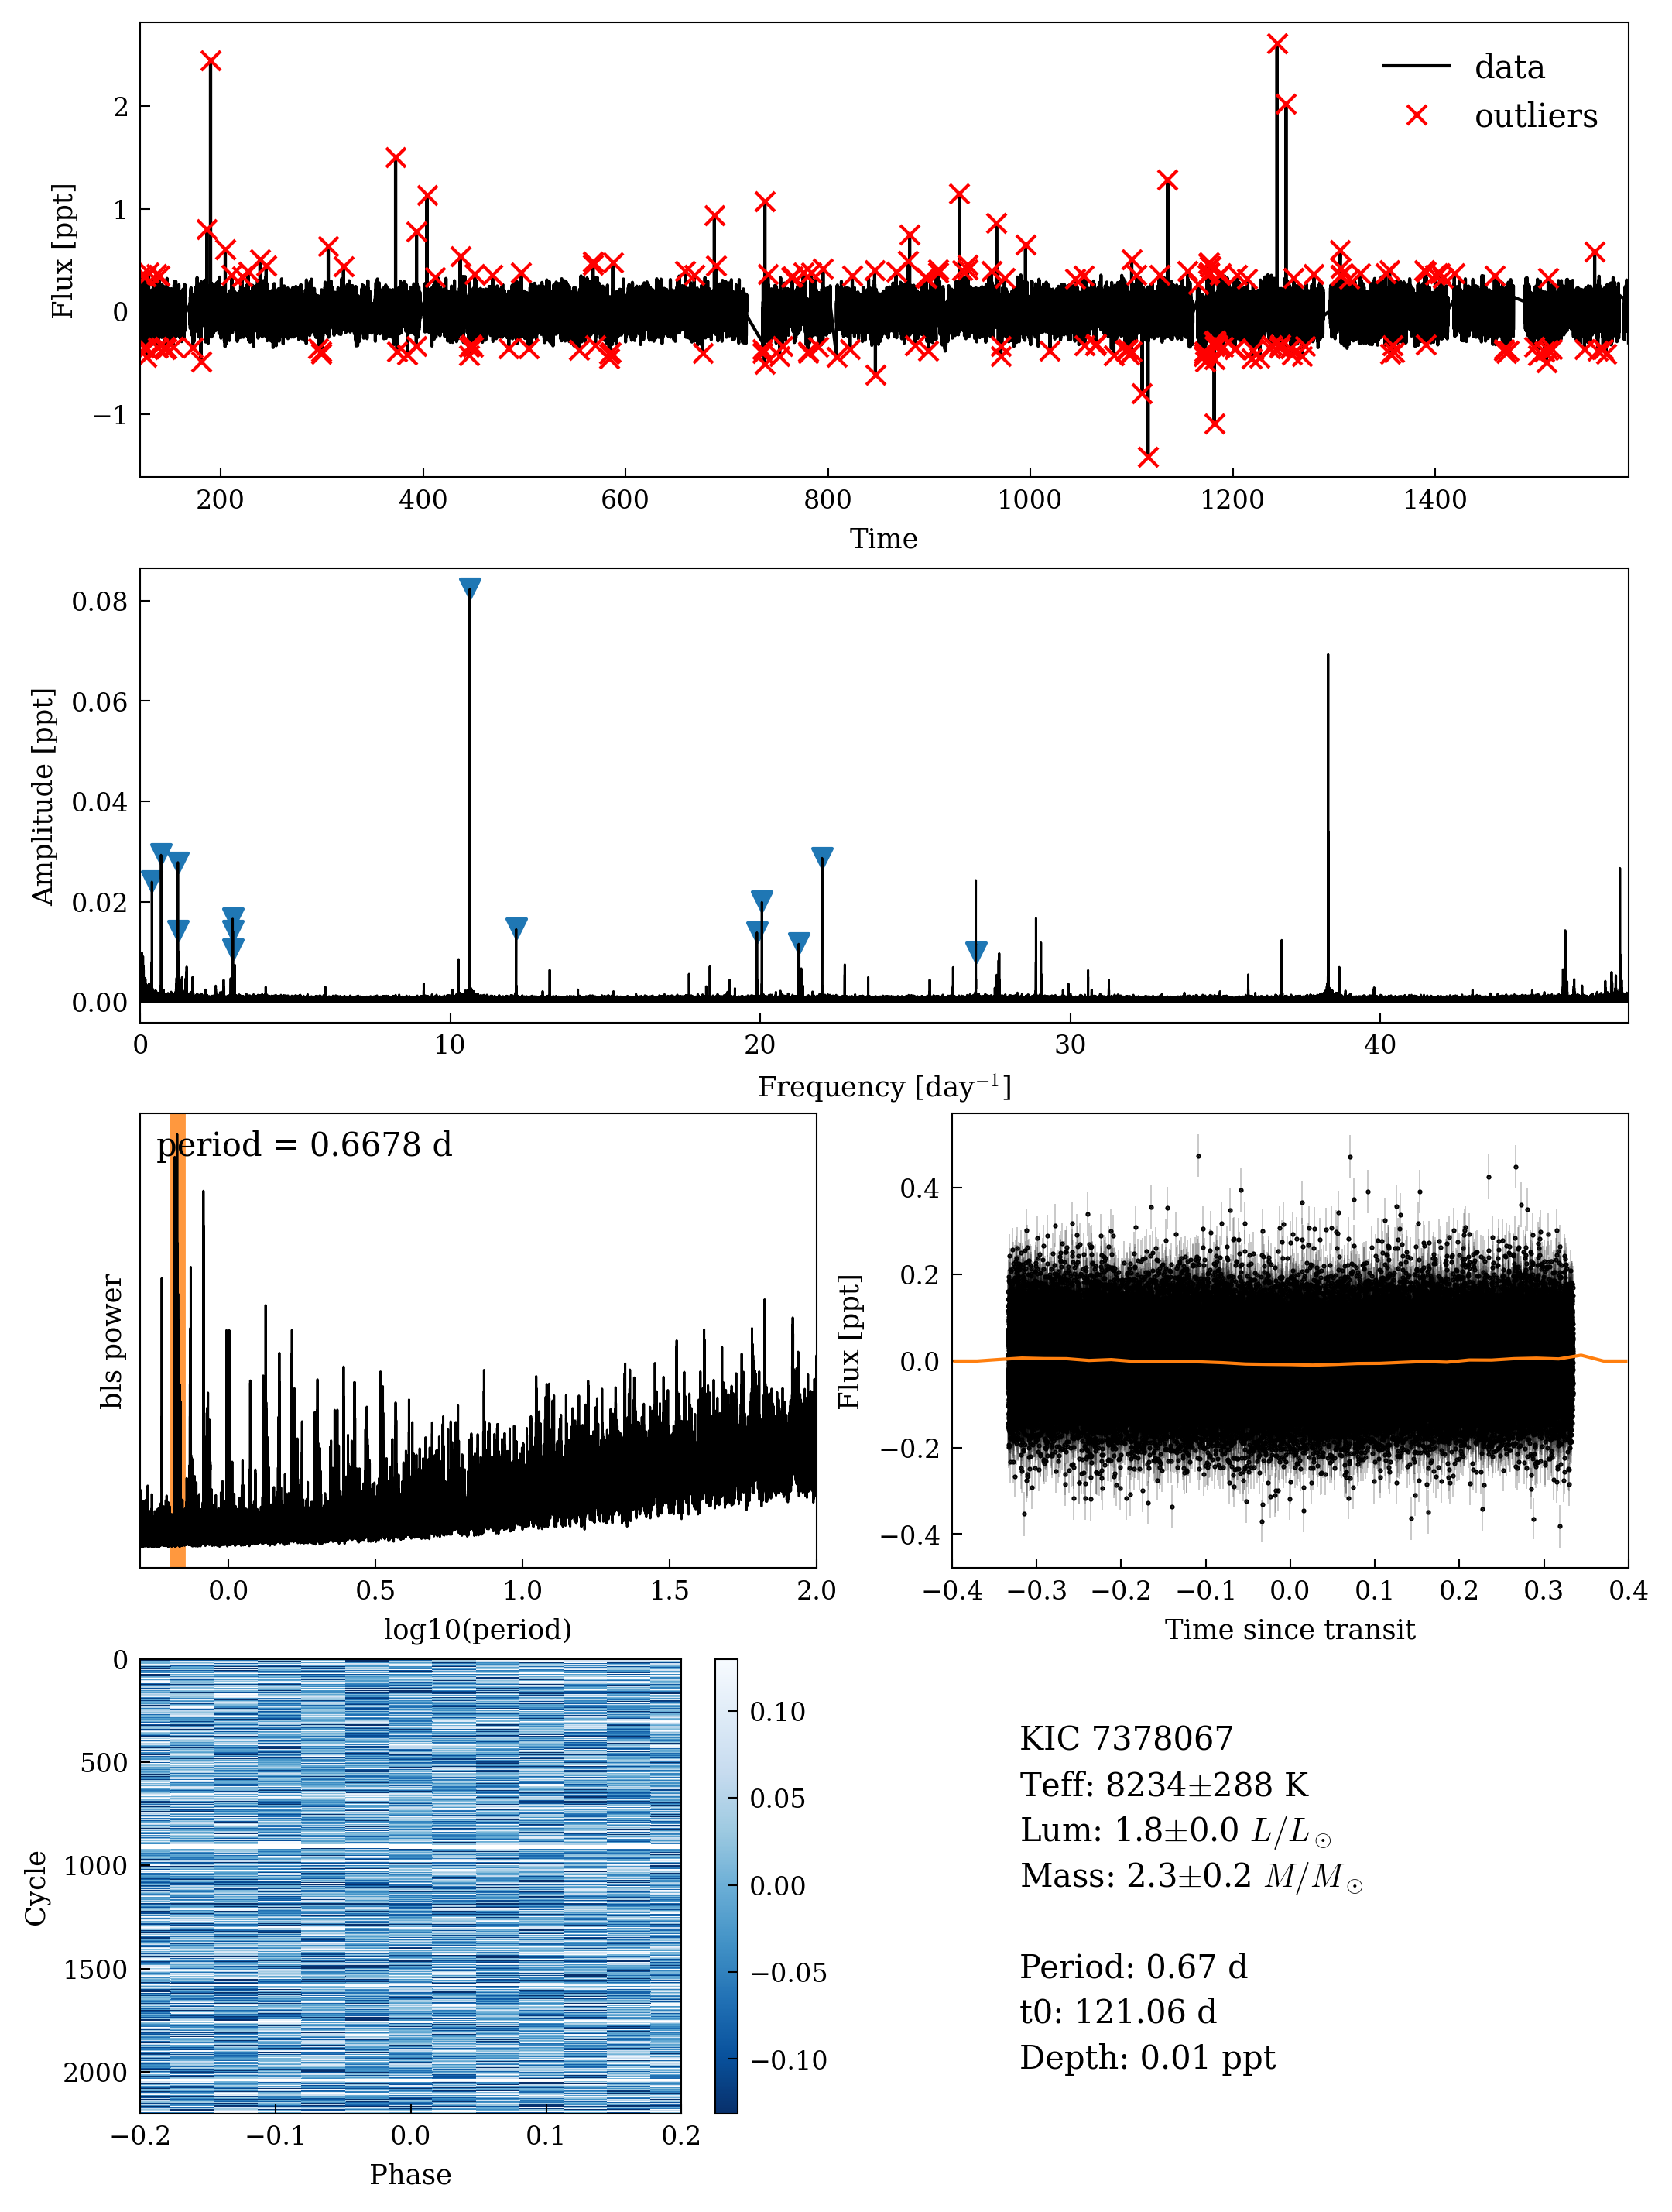 2
1
0
−1
Flux [ppt]
data
outliers
200 400 600 800 1000 1200 1400
Time
0.08
0.06
0.04
0.02
0.00
Amplitude [ppt]
0 10 20 30 40
Frequency [day⁻¹]
period = 0.6678 d
bls power
0.0 0.5 1.0 1.5 2.0
log10(period)
0.4
0.2
0.0
−0.2
−0.4
Flux [ppt]
−0.4 −0.3 −0.2 −0.1 0.0 0.1 0.2 0.3 0.4
Time since transit
0
500
1000
1500
2000
Cycle
−0.2 −0.1 0.0 0.1 0.2
Phase
0.10
0.05
0.00
−0.05
−0.10
KIC 7378067
Teff: 8234±288 K
Lum: 1.8±0.0 L/L⊙
Mass: 2.3±0.2 M/M⊙
Period: 0.67 d
t0: 121.06 d
Depth: 0.01 ppt